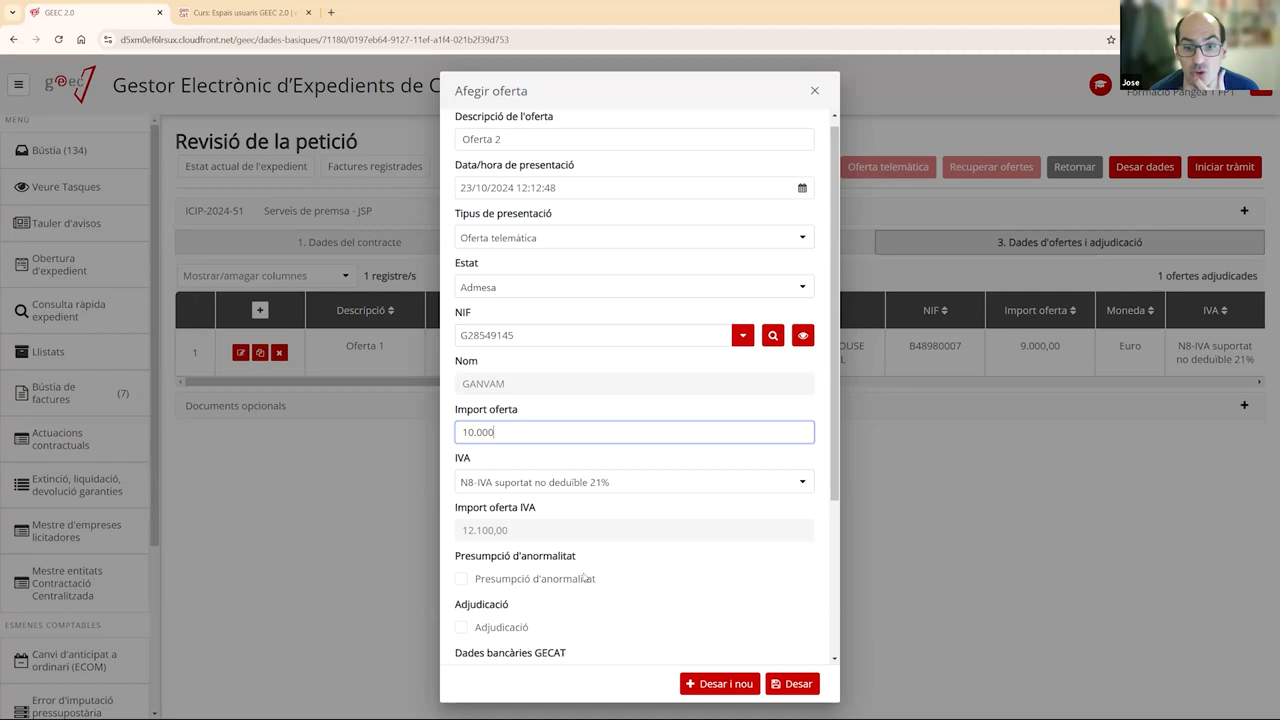 GEEC 2.0
Curs: Espais usuaris GEEC 2.0 | c
d5xm0ef6lrsux.cloudfront.net/geec/dades-basiques/71180/0197eb64-9127-11ef-a1f4-021b2f39d753
Jose
geec
Gestor Electrònic d'Expedients de C
Formació Pangea 1 FP1
MENÚ
Bústia (134)
Veure Tasques
Tauler d'avisos
Obertura
d'expedient
Consulta ràpida
expedient
Llistats
Bústia de
factures
(7)
Actuacions
contractuals
Extinció, liquidació,
devolució garanties
Mestre d'empreses
licitadores
Mestre entitats
Contractació
Centralitzada
ESMENES COMPTABLES
Canvi d'anticipat a
ordinari (ECOM)
Error d'imputació
pressupostària
Revisió de la petició
Estat actual de l'expedient
Factures registrades
Oferta telemàtica
Recuperar ofertes
Retornar
Desar dades
Iniciar tràmit
ICIP-2024-51
Serveis de premsa - JSP
1. Dades del contracte
3. Dades d'ofertes i adjudicació
Mostrar/amagar columnes
1 registre/s
1 ofertes adjudicades
Descripció
NIF
Import oferta
Moneda
IVA
1
Oferta 1
OUSE
L
B48980007
9.000,00
Euro
N8-IVA suportat
no deduïble 21%
Documents opcionals
Afegir oferta
Descripció de l'oferta
Oferta 2
Data/hora de presentació
23/10/2024 12:12:48
Tipus de presentació
Oferta telemàtica
Estat
Admesa
NIF
G28549145
Nom
GANVAM
Import oferta
10.000
IVA
N8-IVA suportat no deduïble 21%
Import oferta IVA
12.100,00
Presumpció d'anormalitat
Presumpció d'anormalitat
Adjudicació
Adjudicació
Dades bancàries GECAT
Desar i nou
Desar